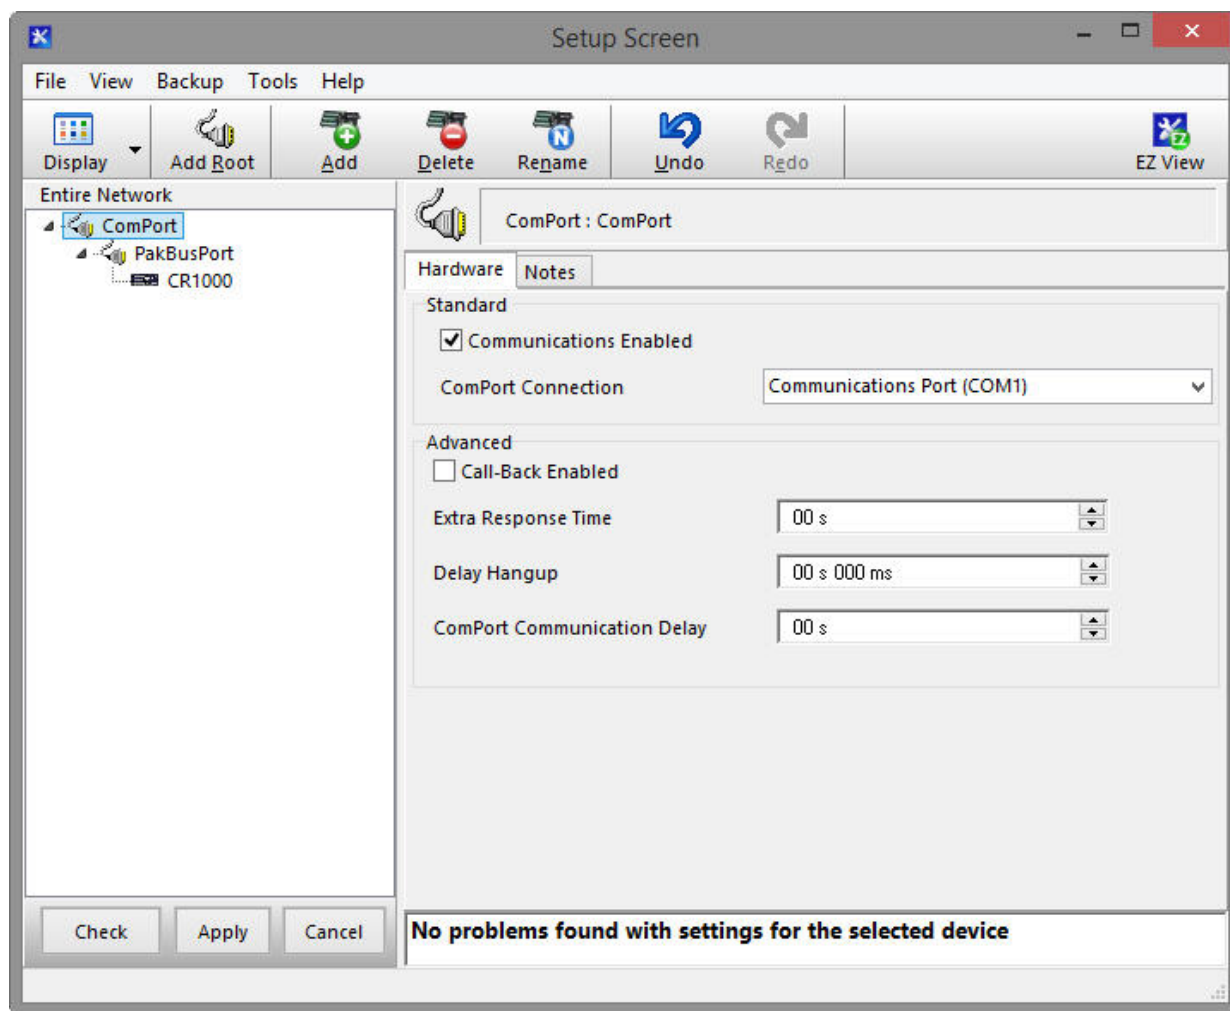 Setup Screen
File View Backup Tools Help
Display Add Root Add Delete Rename Undo Redo EZ View
Entire Network
ComPort
PakBusPort
CR1000
ComPort : ComPort
Hardware Notes
Standard
Communications Enabled
ComPort Connection Communications Port (COM1)
Advanced
Call-Back Enabled
Extra Response Time 00 s
Delay Hangup 00 s 000 ms
ComPort Communication Delay 00 s
Check Apply Cancel
No problems found with settings for the selected device